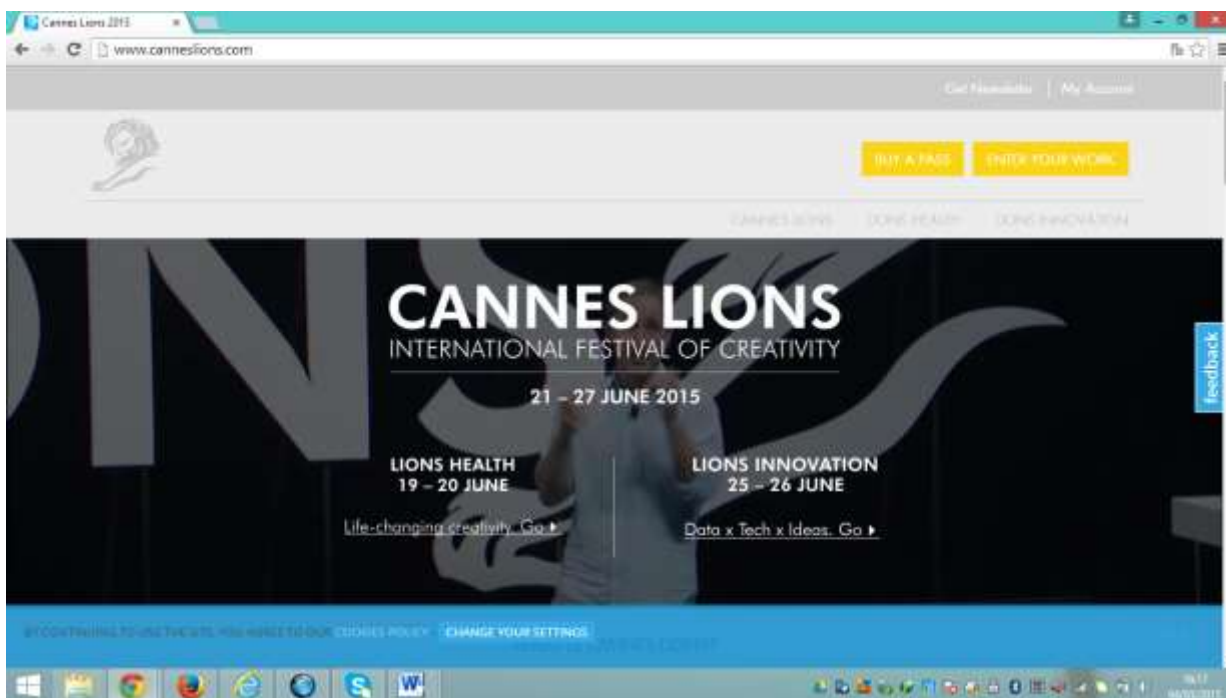 Cannes Lions 2015
www.canneslions.com
Get Newsletter | My Account
BUY A PASS
ENTER YOUR WORK
CANNES LIONS
LIONS HEALTH
LIONS INNOVATION
CANNES LIONS
INTERNATIONAL FESTIVAL OF CREATIVITY
21 – 27 JUNE 2015
LIONS HEALTH
19 – 20 JUNE
Life-changing creativity. Go
LIONS INNOVATION
25 – 26 JUNE
Data x Tech x Ideas. Go
feedback
BY CONTINUING TO USE THE SITE, YOU AGREE TO OUR COOKIES POLICY CHANGE YOUR SETTINGS